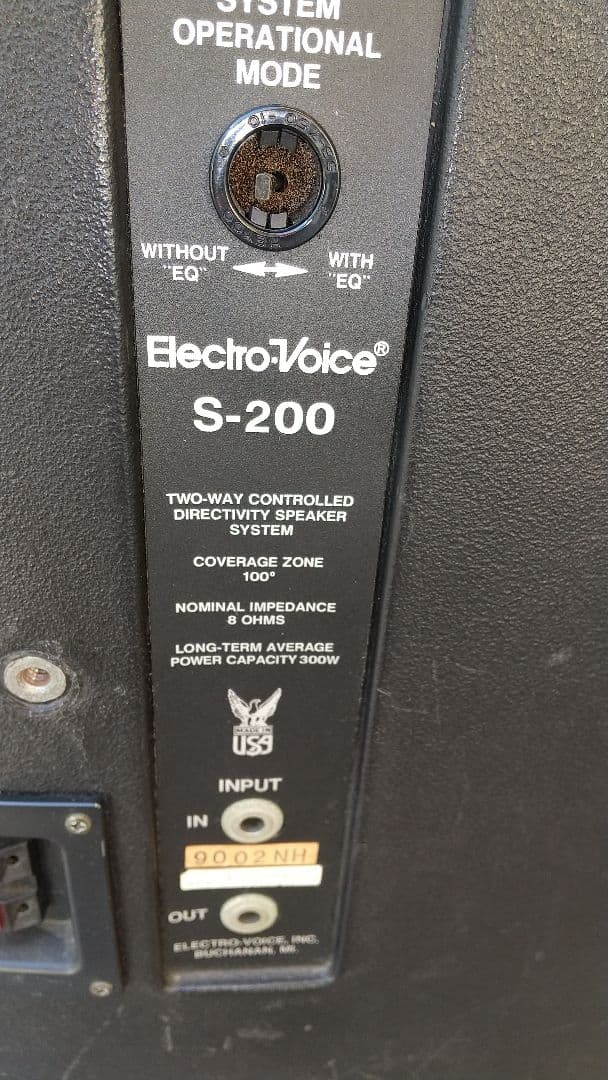 SYSTEM
OPERATIONAL
MODE
WITHOUT
"EQ"
WITH
"EQ"
Electro-Voice®
S-200
TWO-WAY CONTROLLED
DIRECTIVITY SPEAKER
SYSTEM
COVERAGE ZONE
100°
NOMINAL IMPEDANCE
8 OHMS
LONG-TERM AVERAGE
POWER CAPACITY 300W
MADE IN
USA
INPUT
IN
9002NH
OUT
ELECTRO-VOICE, INC.
BUCHANAN, MI.